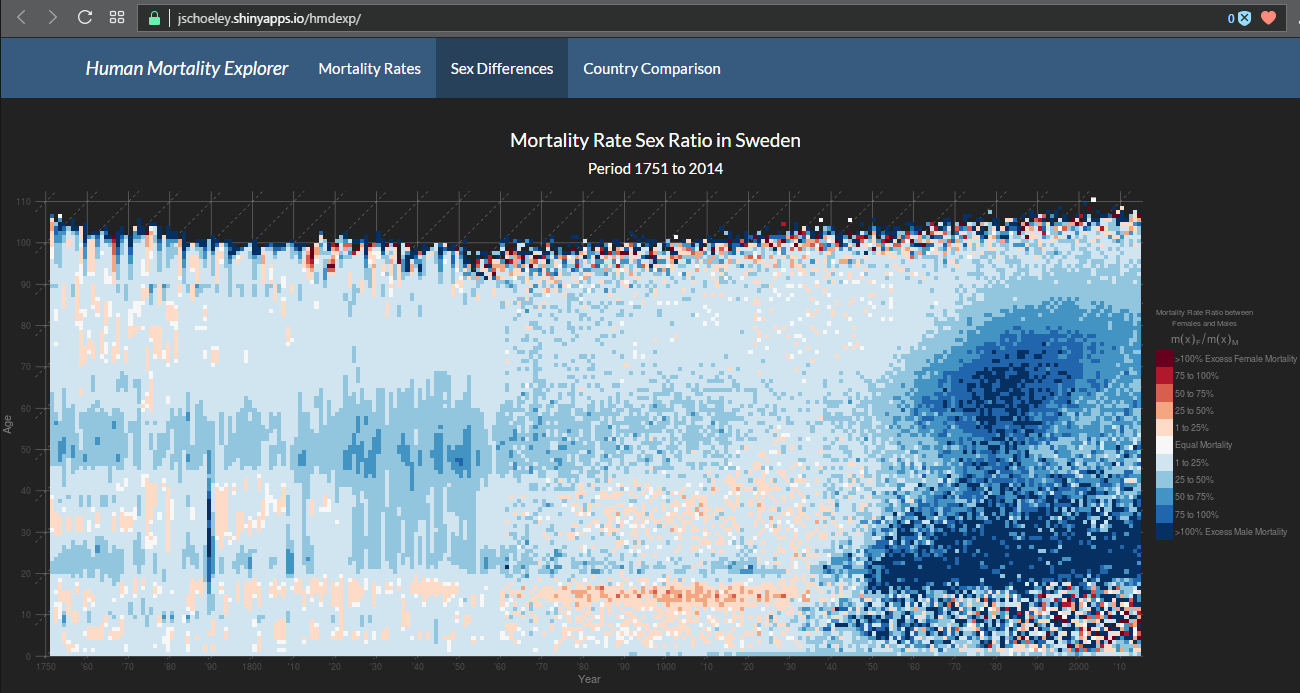 jschoeley.shinyapps.io/hmdexp/
0
Human Mortality Explorer Mortality Rates Sex Differences Country Comparison
Mortality Rate Sex Ratio in Sweden
Period 1751 to 2014
110
100
90
80
70
60
50
40
30
20
10
0
Age
1750 '60 '70 '80 '90 1800 '10 '20 '30 '40 '50 '60 '70 '80 '90 1900 '10 '20 '30 '40 '50 '60 '70 '80 '90 2000 '10
Year
Mortality Rate Ratio between
Females and Males
m(x)F/m(x)M
>100% Excess Female Mortality
75 to 100%
50 to 75%
25 to 50%
1 to 25%
Equal Mortality
1 to 25%
25 to 50%
50 to 75%
75 to 100%
>100% Excess Male Mortality